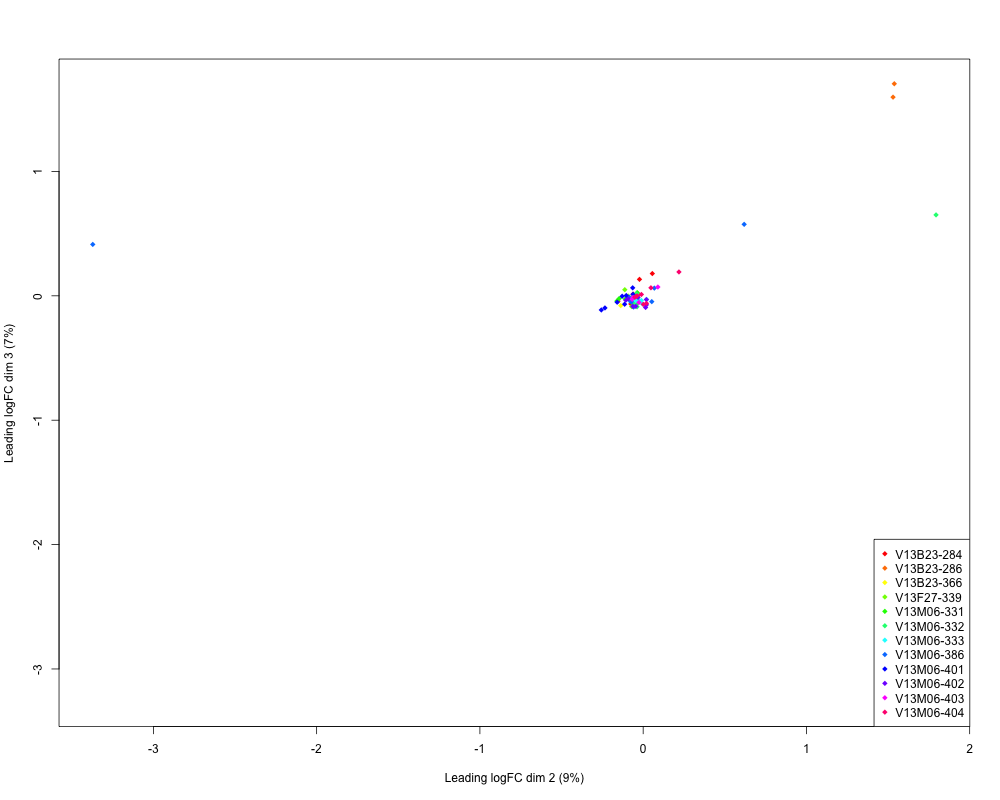 1
0
-1
-2
-3
Leading logFC dim 3 (7%)
-3
-2
-1
0
1
2
Leading logFC dim 2 (9%)
V13B23-284
V13B23-286
V13B23-366
V13F27-339
V13M06-331
V13M06-332
V13M06-333
V13M06-386
V13M06-401
V13M06-402
V13M06-403
V13M06-404